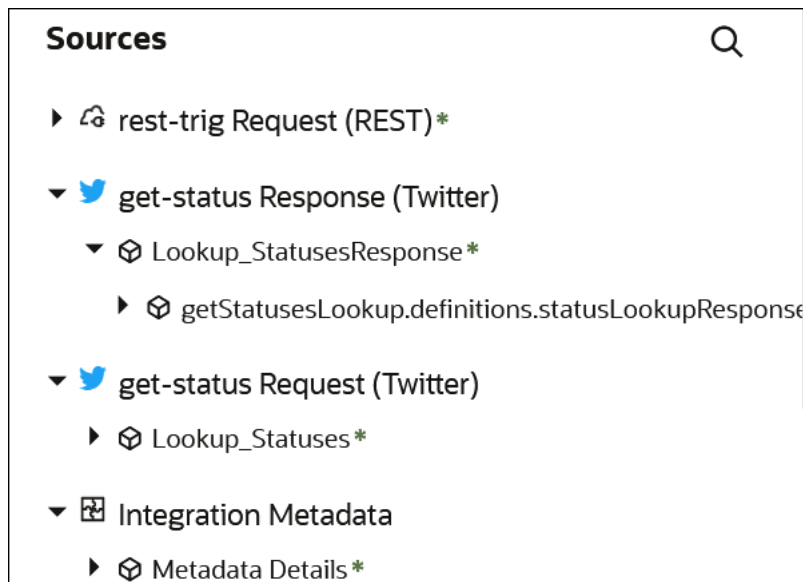 Sources
rest-trig Request (REST)*
get-status Response (Twitter)
Lookup_StatusesResponse*
getStatusesLookup.definitions.statusLookupResponse
get-status Request (Twitter)
Lookup_Statuses*
Integration Metadata
Metadata Details*